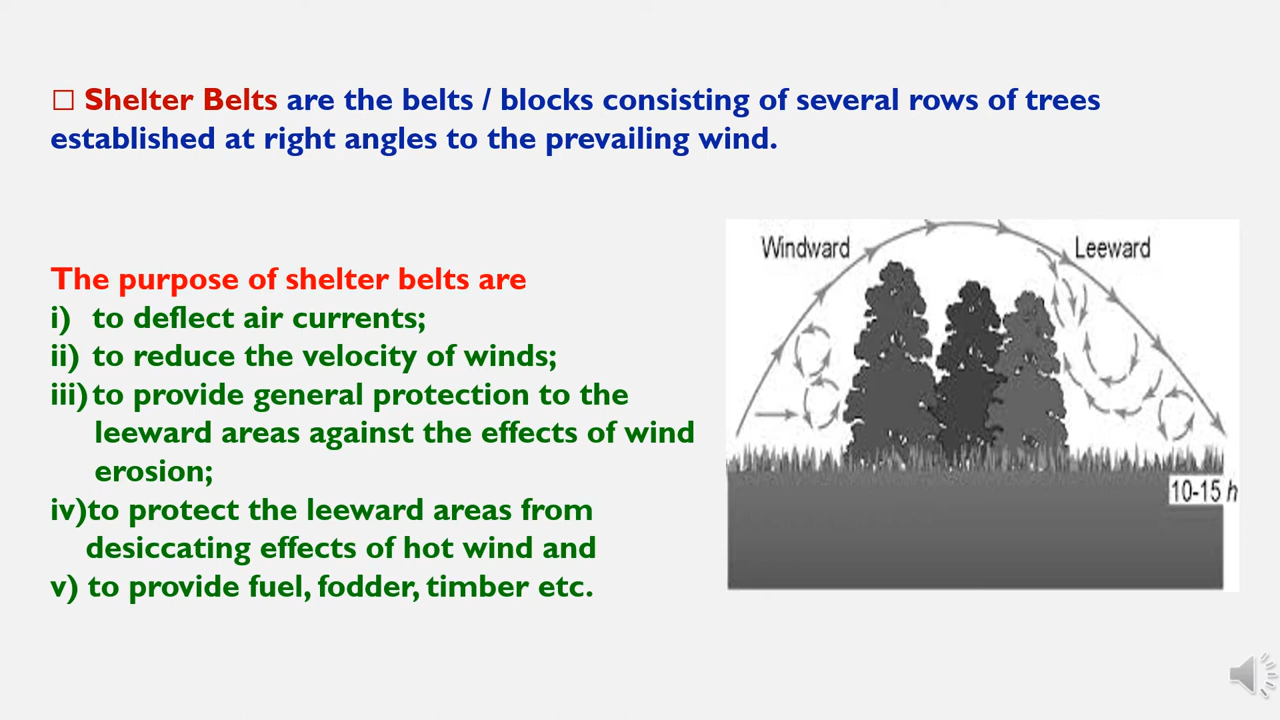 □ Shelter Belts are the belts / blocks consisting of several rows of trees
established at right angles to the prevailing wind.
The purpose of shelter belts are
i) to deflect air currents;
ii) to reduce the velocity of winds;
iii) to provide general protection to the
leeward areas against the effects of wind
erosion;
iv)to protect the leeward areas from
desiccating effects of hot wind and
v) to provide fuel, fodder, timber etc.
Windward
Leeward
10-15 h